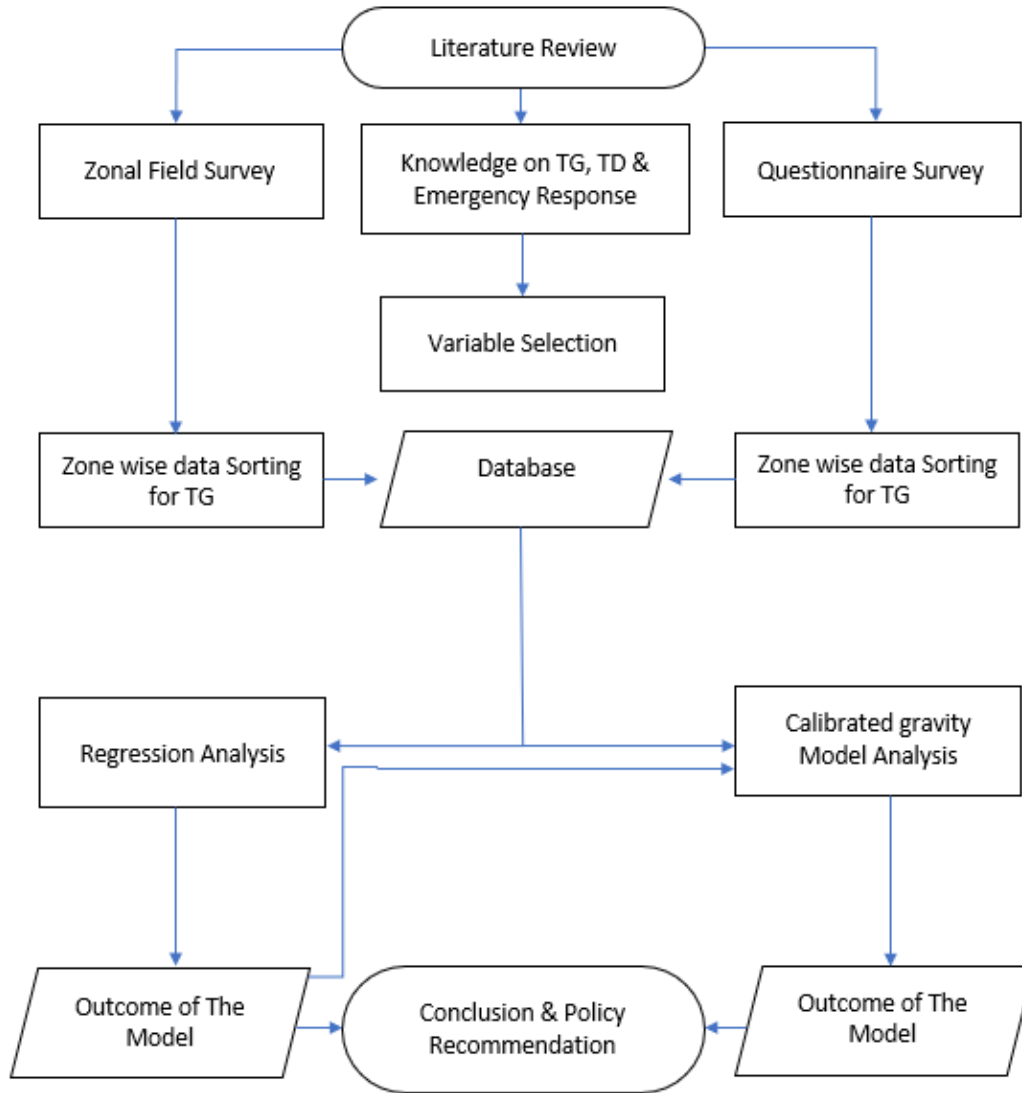 Literature Review
Zonal Field Survey
Knowledge on TG, TD &
Emergency Response
Questionnaire Survey
Variable Selection
Zone wise data Sorting
for TG
Database
Zone wise data Sorting
for TG
Regression Analysis
Calibrated gravity
Model Analysis
Outcome of The
Model
Conclusion & Policy
Recommendation
Outcome of The
Model